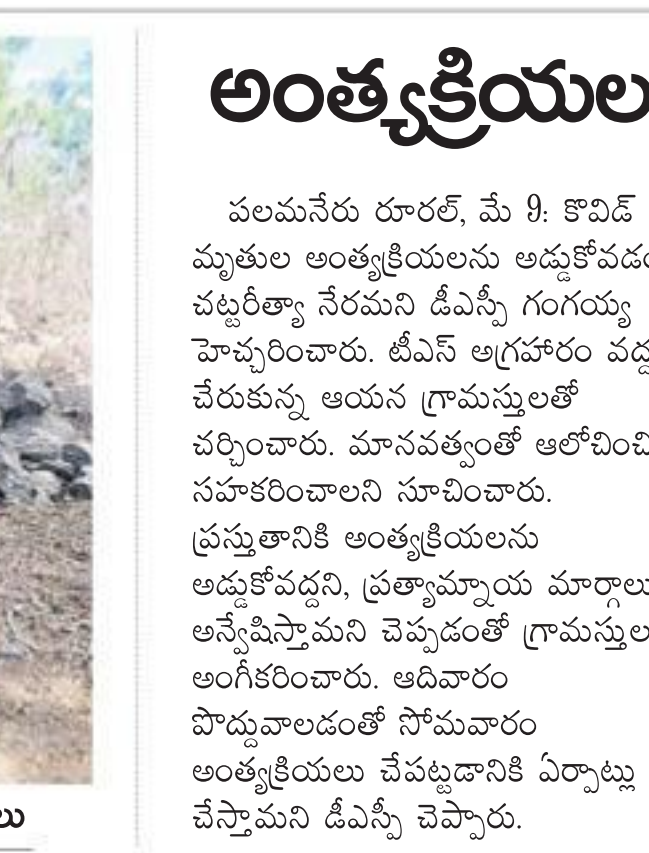 అంత్యక్రియల
పలమనేరు రూరల్, మే 9: కొవిడ్
మృతుల అంత్యక్రియలను అడ్డుకోవడం
చట్టరీత్యా నేరమని డీఎస్పీ గంగయ్య
హెచ్చరించారు. టీఎస్ అగ్రహారం వద్ద
చేరుకున్న ఆయన గ్రామస్తులతో
చర్చించారు. మానవత్వంతో ఆలోచించి
సహకరించాలని సూచించారు.
ప్రస్తుతానికి అంత్యక్రియలను
అడ్డుకోవద్దని, ప్రత్యామ్నాయ మార్గాలు
అన్వేషిస్తామని చెప్పడంతో గ్రామస్తుల
అంగీకరించారు. ఆదివారం
పొద్దువాలడంతో సోమవారం
అంత్యక్రియలు చేపట్టడానికి ఏర్పాట్లు
చేస్తామని డీఎస్పీ చెప్పారు.
లు